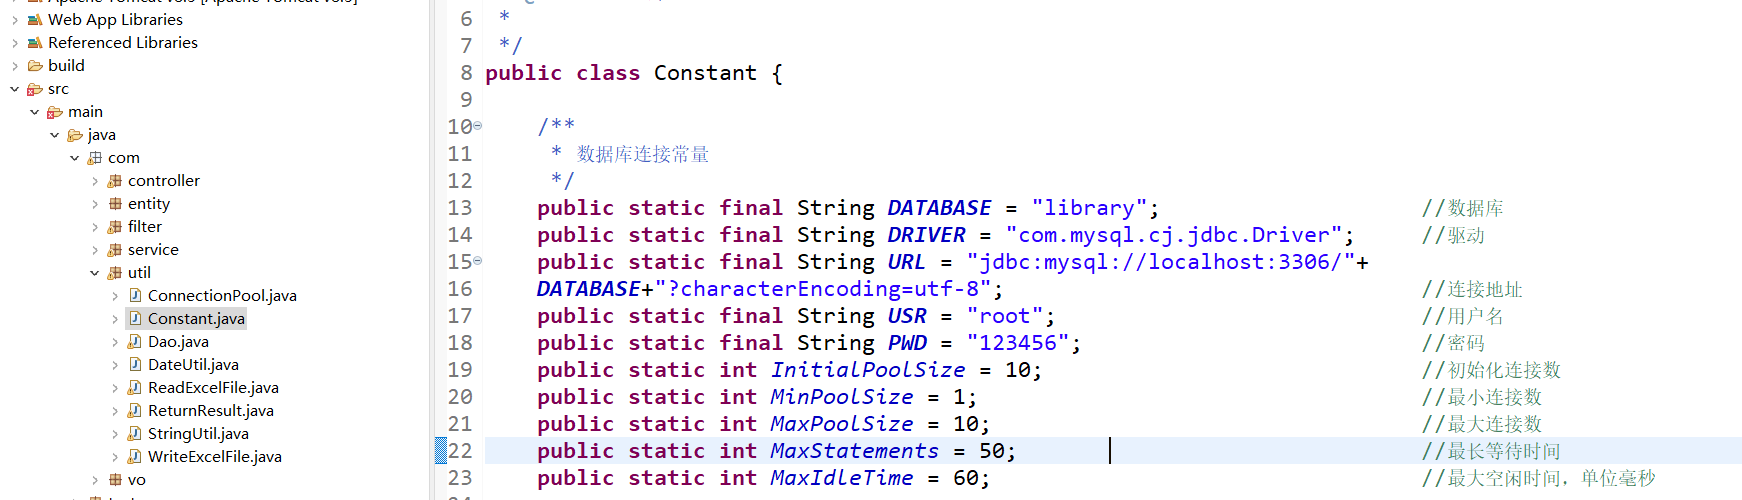 Web App Libraries
Referenced Libraries
build
src
main
java
com
controller
entity
filter
service
util
ConnectionPool.java
Constant.java
Dao.java
DateUtil.java
ReadExcelFile.java
ReturnResult.java
StringUtil.java
WriteExcelFile.java
vo
6 *
7 */
8 public class Constant {
9
10 /**
11 * 数据库连接常量
12 */
13 public static final String DATABASE = "library"; //数据库
14 public static final String DRIVER = "com.mysql.cj.jdbc.Driver"; //驱动
15 public static final String URL = "jdbc:mysql://localhost:3306/"+
16 DATABASE+"?characterEncoding=utf-8"; //连接地址
17 public static final String USR = "root"; //用户名
18 public static final String PWD = "123456"; //密码
19 public static int InitialPoolSize = 10; //初始化连接数
20 public static int MinPoolSize = 1; //最小连接数
21 public static int MaxPoolSize = 10; //最大连接数
22 public static int MaxStatements = 50; //最长等待时间
23 public static int MaxIdleTime = 60; //最大空闲时间，单位毫秒